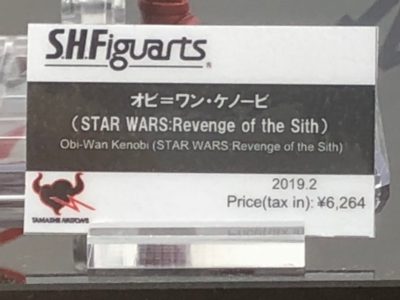 S.H.Figuarts
オビ=ワン・ケノービ
（STAR WARS:Revenge of the Sith）
Obi-Wan Kenobi (STAR WARS:Revenge of the Sith)
2019.2
Price(tax in): ¥6,264
TAMASHII NATIONS